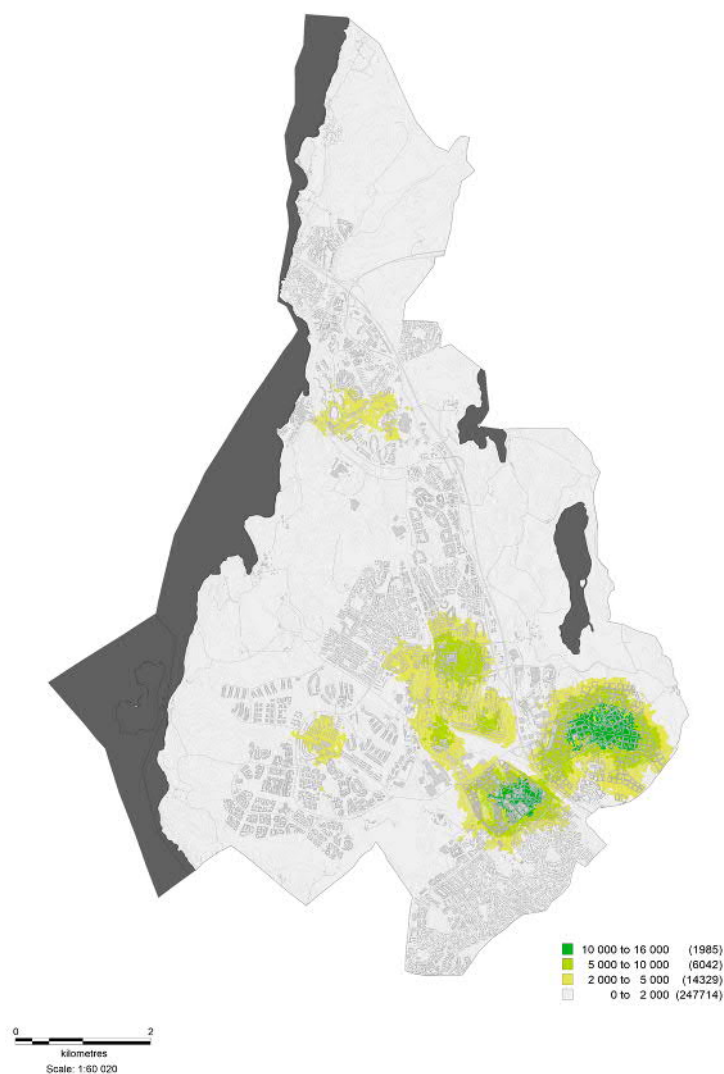 10 000 to 16 000 (1985)
5 000 to 10 000 (6042)
2 000 to 5 000 (14329)
0 to 2 000 (247714)
0 2
kilometres
Scale: 1:60 020